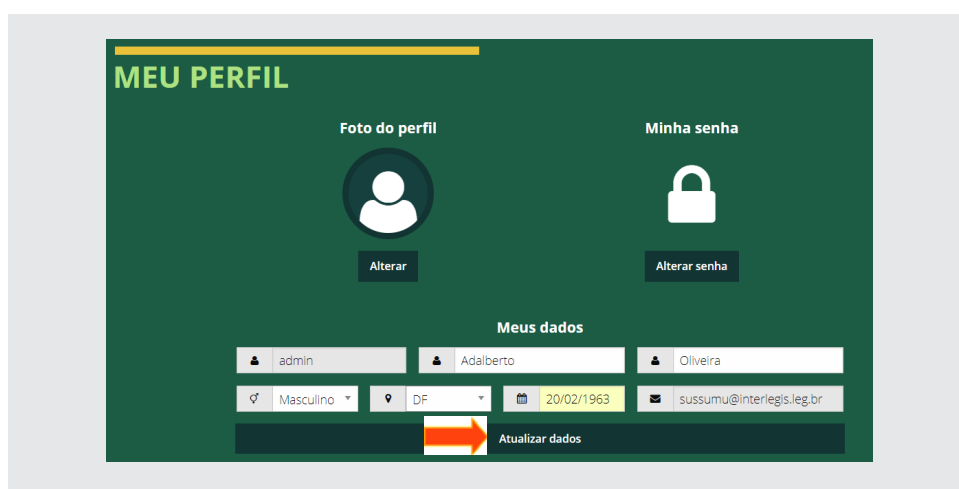 MEU PERFIL
Foto do perfil
Minha senha
Alterar
Alterar senha
Meus dados
admin
Adalberto
Oliveira
Masculino
DF
20/02/1963
sussumu@interlegis.leg.br
Atualizar dados